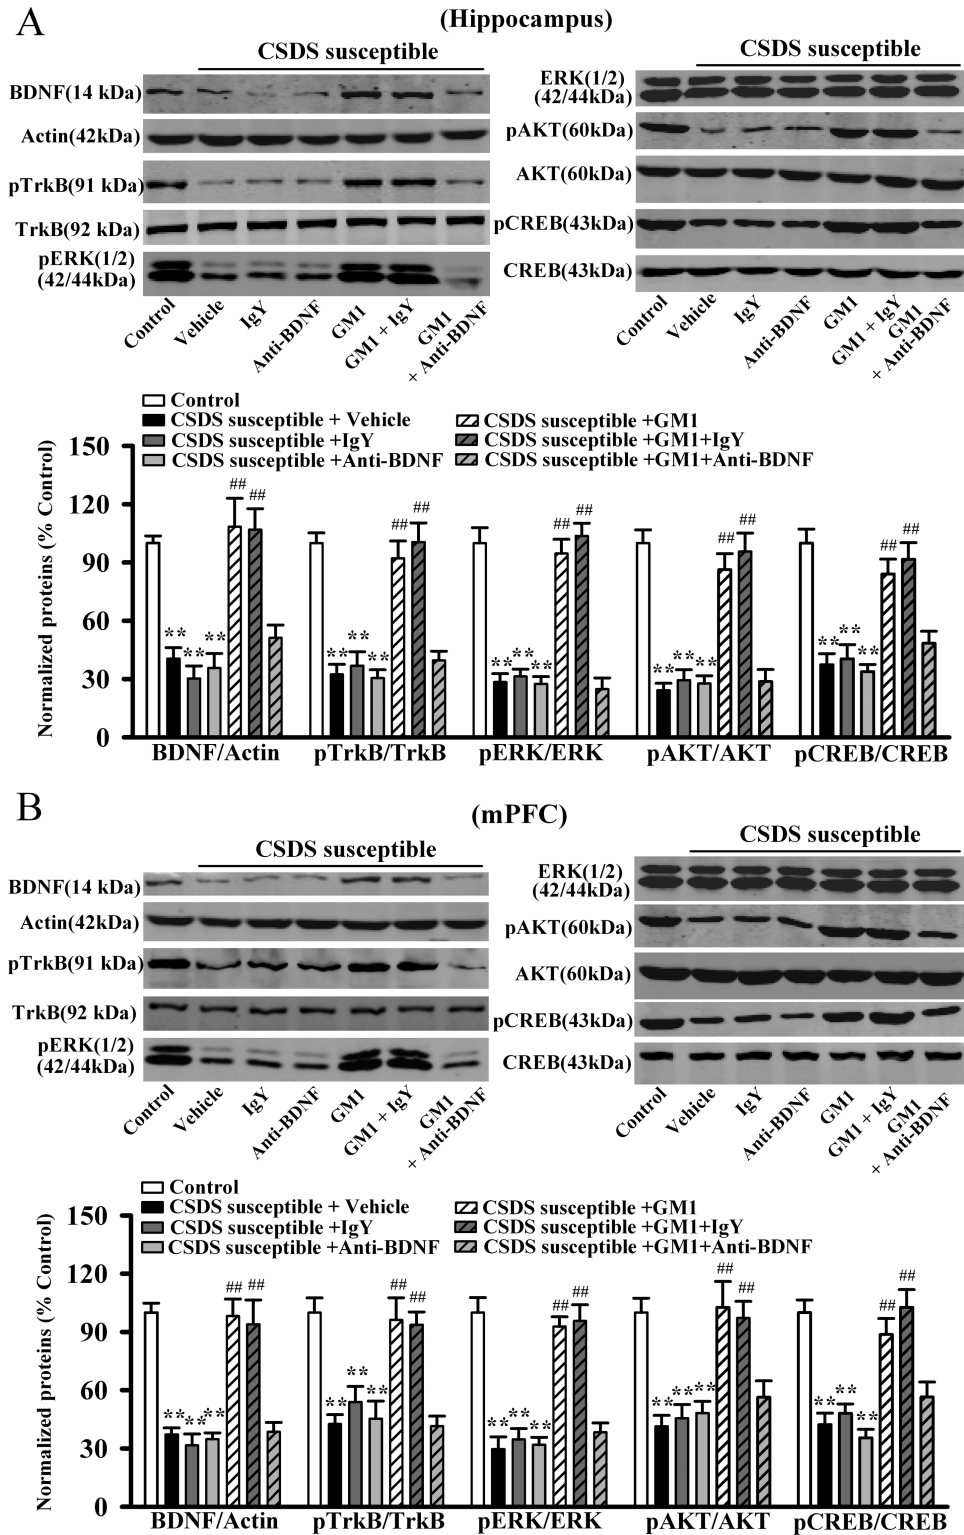 A
(Hippocampus)
CSDS susceptible
BDNF(14 kDa)
Actin(42kDa)
pTrkB(91 kDa)
TrkB(92 kDa)
pERK(1/2)
(42/44kDa)
Control
Vehicle
IgY
Anti-BDNF
GM1
GM1 + IgY
GM1
+ Anti-BDNF
CSDS susceptible
ERK(1/2)
(42/44kDa)
pAKT(60kDa)
AKT(60kDa)
pCREB(43kDa)
CREB(43kDa)
Control
Vehicle
IgY
Anti-BDNF
GM1
GM1 + IgY
GM1
+ Anti-BDNF
Control
CSDS susceptible + Vehicle
CSDS susceptible +IgY
CSDS susceptible +Anti-BDNF
CSDS susceptible +GM1
CSDS susceptible +GM1+IgY
CSDS susceptible +GM1+Anti-BDNF
Normalized proteins (% Control)
150
120
90
60
30
0
** ** ** ## ##
** ** ** ## ##
** ** ** ## ##
** ** ** ## ##
** ** ** ## ##
BDNF/Actin
pTrkB/TrkB
pERK/ERK
pAKT/AKT
pCREB/CREB
B
(mPFC)
CSDS susceptible
BDNF(14 kDa)
Actin(42kDa)
pTrkB(91 kDa)
TrkB(92 kDa)
pERK(1/2)
(42/44kDa)
Control
Vehicle
IgY
Anti-BDNF
GM1
GM1 + IgY
GM1
+ Anti-BDNF
CSDS susceptible
ERK(1/2)
(42/44kDa)
pAKT(60kDa)
AKT(60kDa)
pCREB(43kDa)
CREB(43kDa)
Control
Vehicle
IgY
Anti-BDNF
GM1
GM1 + IgY
GM1
+ Anti-BDNF
Control
CSDS susceptible + Vehicle
CSDS susceptible +IgY
CSDS susceptible +Anti-BDNF
CSDS susceptible +GM1
CSDS susceptible +GM1+IgY
CSDS susceptible +GM1+Anti-BDNF
Normalized proteins (% Control)
150
120
90
60
30
0
** ** ** ## ##
** ** ** ## ##
** ** ** ## ##
** ** ** ## ##
** ** ** ## ##
BDNF/Actin
pTrkB/TrkB
pERK/ERK
pAKT/AKT
pCREB/CREB